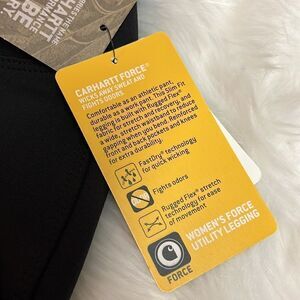 CARHARTT FORCE®
WICKS AWAY SWEAT AND
FIGHTS ODORS.
Comfortable as an athletic pant,
durable as a work pant. This Slim Fit
legging is built with Rugged Flex®
fabric for stretch and recovery, and
a wide, stretch waistband to reduce
gapping when you bend. Reinforced
front and back pockets and knees
for extra durability.
FastDry® technology
for quick wicking
Fights odors
Rugged Flex® stretch
technology for ease
of movement
FORCE
WOMEN'S FORCE
UTILITY LEGGING